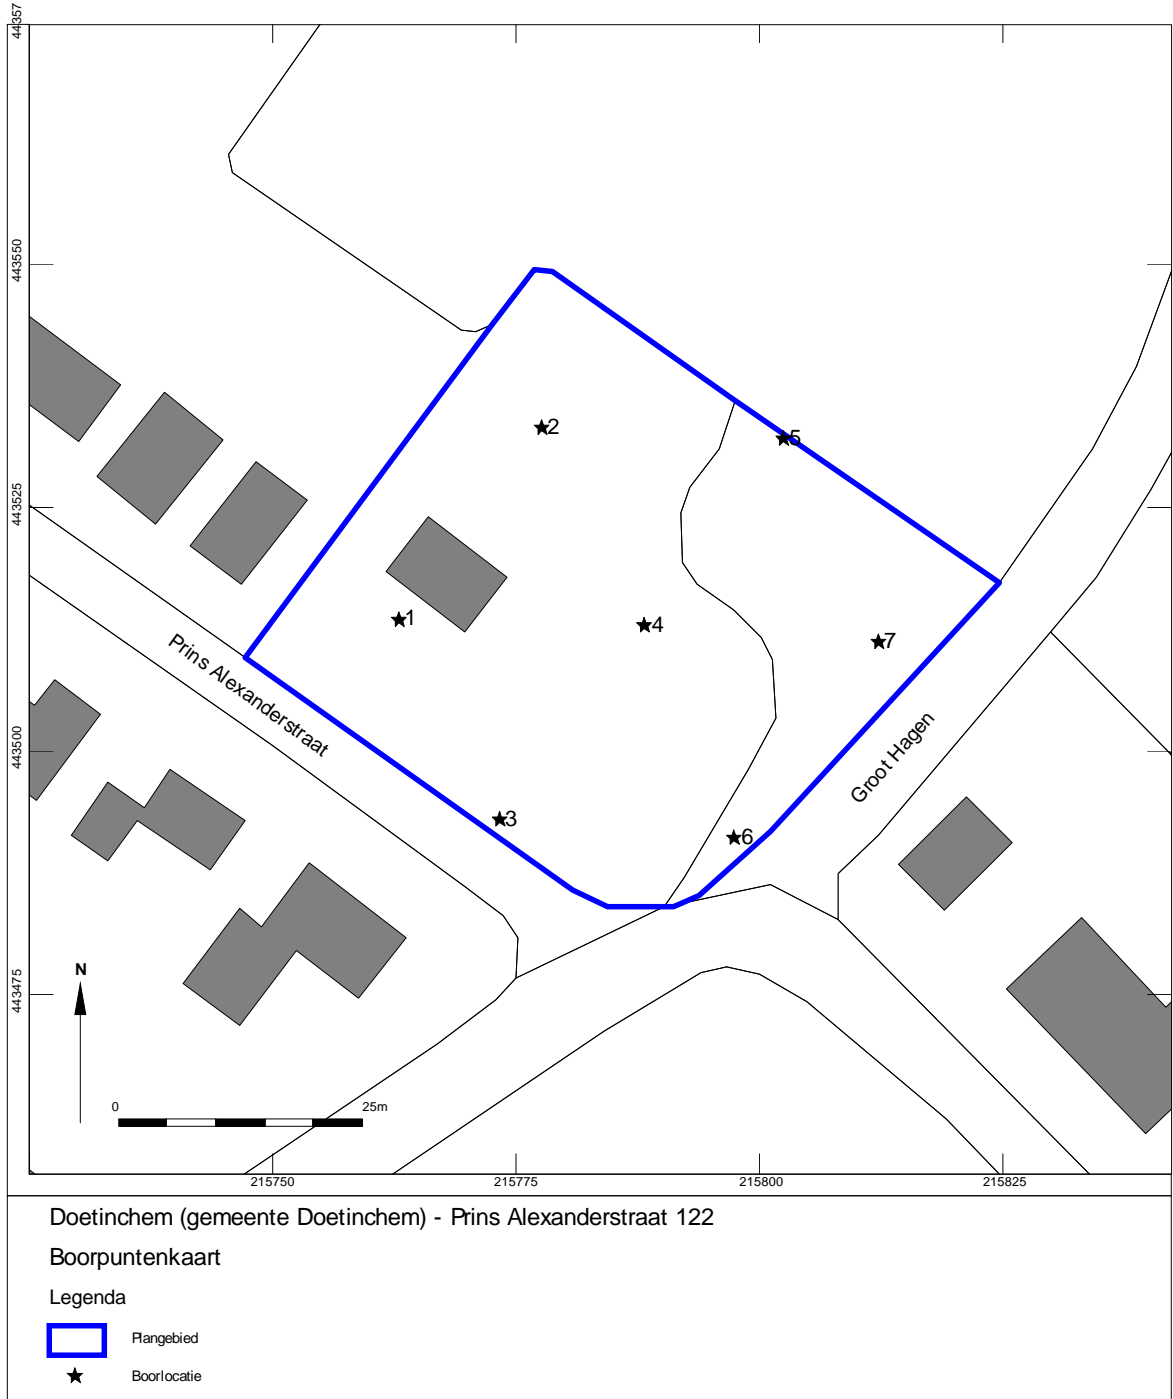 44357
443550
443525
443500
443475
2
5
1
4
7
Prins Alexanderstraat
Groot Hagen
3
6
N
0
25m
215750
215775
215800
215825
Doetinchem (gemeente Doetinchem) - Prins Alexanderstraat 122
Boorpuntenkaart
Legenda
Plangebied
Boorlocatie